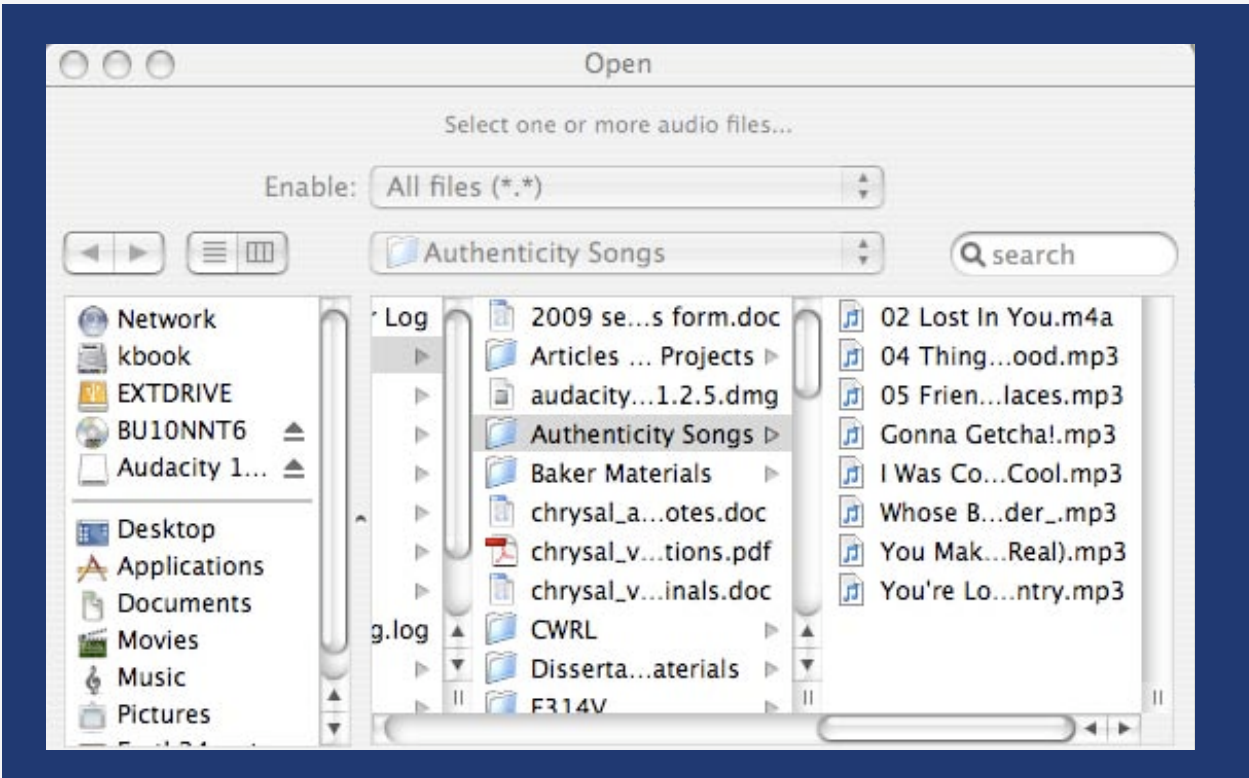 Open
Select one or more audio files...
Enable: All files (*.*)
Authenticity Songs
search
Network
kbook
EXTDRIVE
BU10NNT6
Audacity 1...
Desktop
Applications
Documents
Movies
Music
Pictures
Log
g.log
2009 se...s form.doc
Articles ... Projects
audacity...1.2.5.dmg
Authenticity Songs
Baker Materials
chrysal_a...otes.doc
chrysal_v...tions.pdf
chrysal_v...inals.doc
CWRL
Disserta...aterials
E314V
02 Lost In You.m4a
04 Thing...ood.mp3
05 Frien...laces.mp3
Gonna Getcha!.mp3
I Was Co...Cool.mp3
Whose B...der_.mp3
You Mak...Real).mp3
You're Lo...ntry.mp3